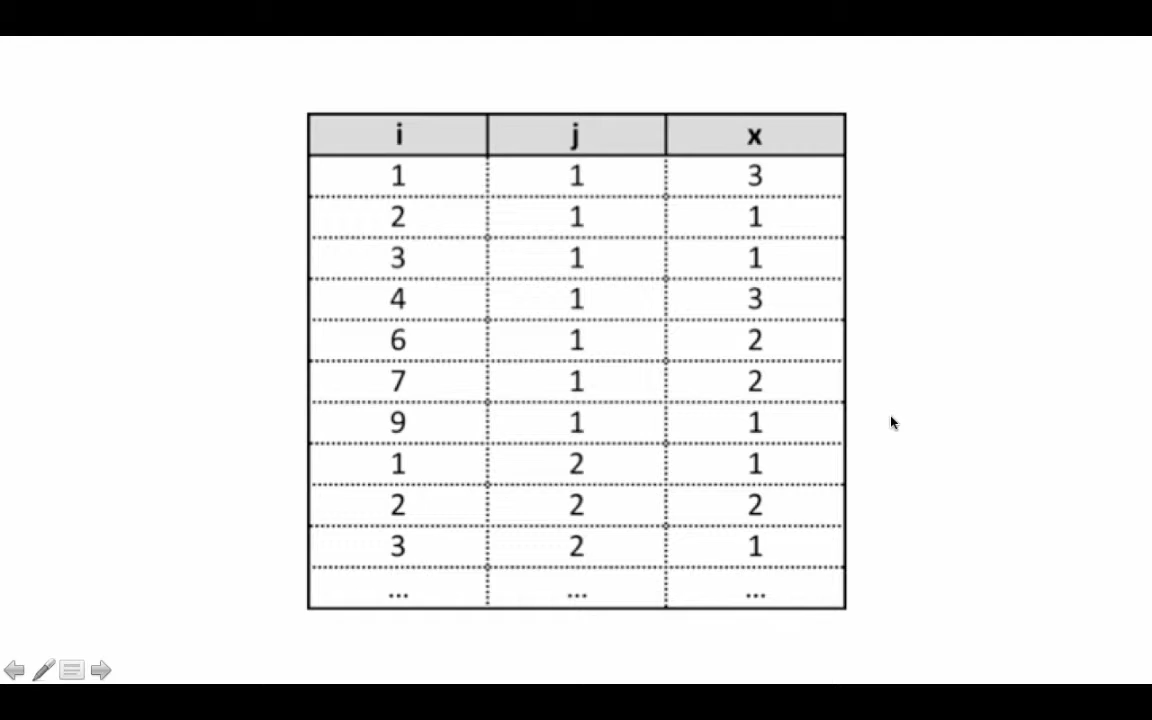 i j x
1 1 3
2 1 1
3 1 1
4 1 3
6 1 2
7 1 2
9 1 1
1 2 1
2 2 2
3 2 1
... ... ...